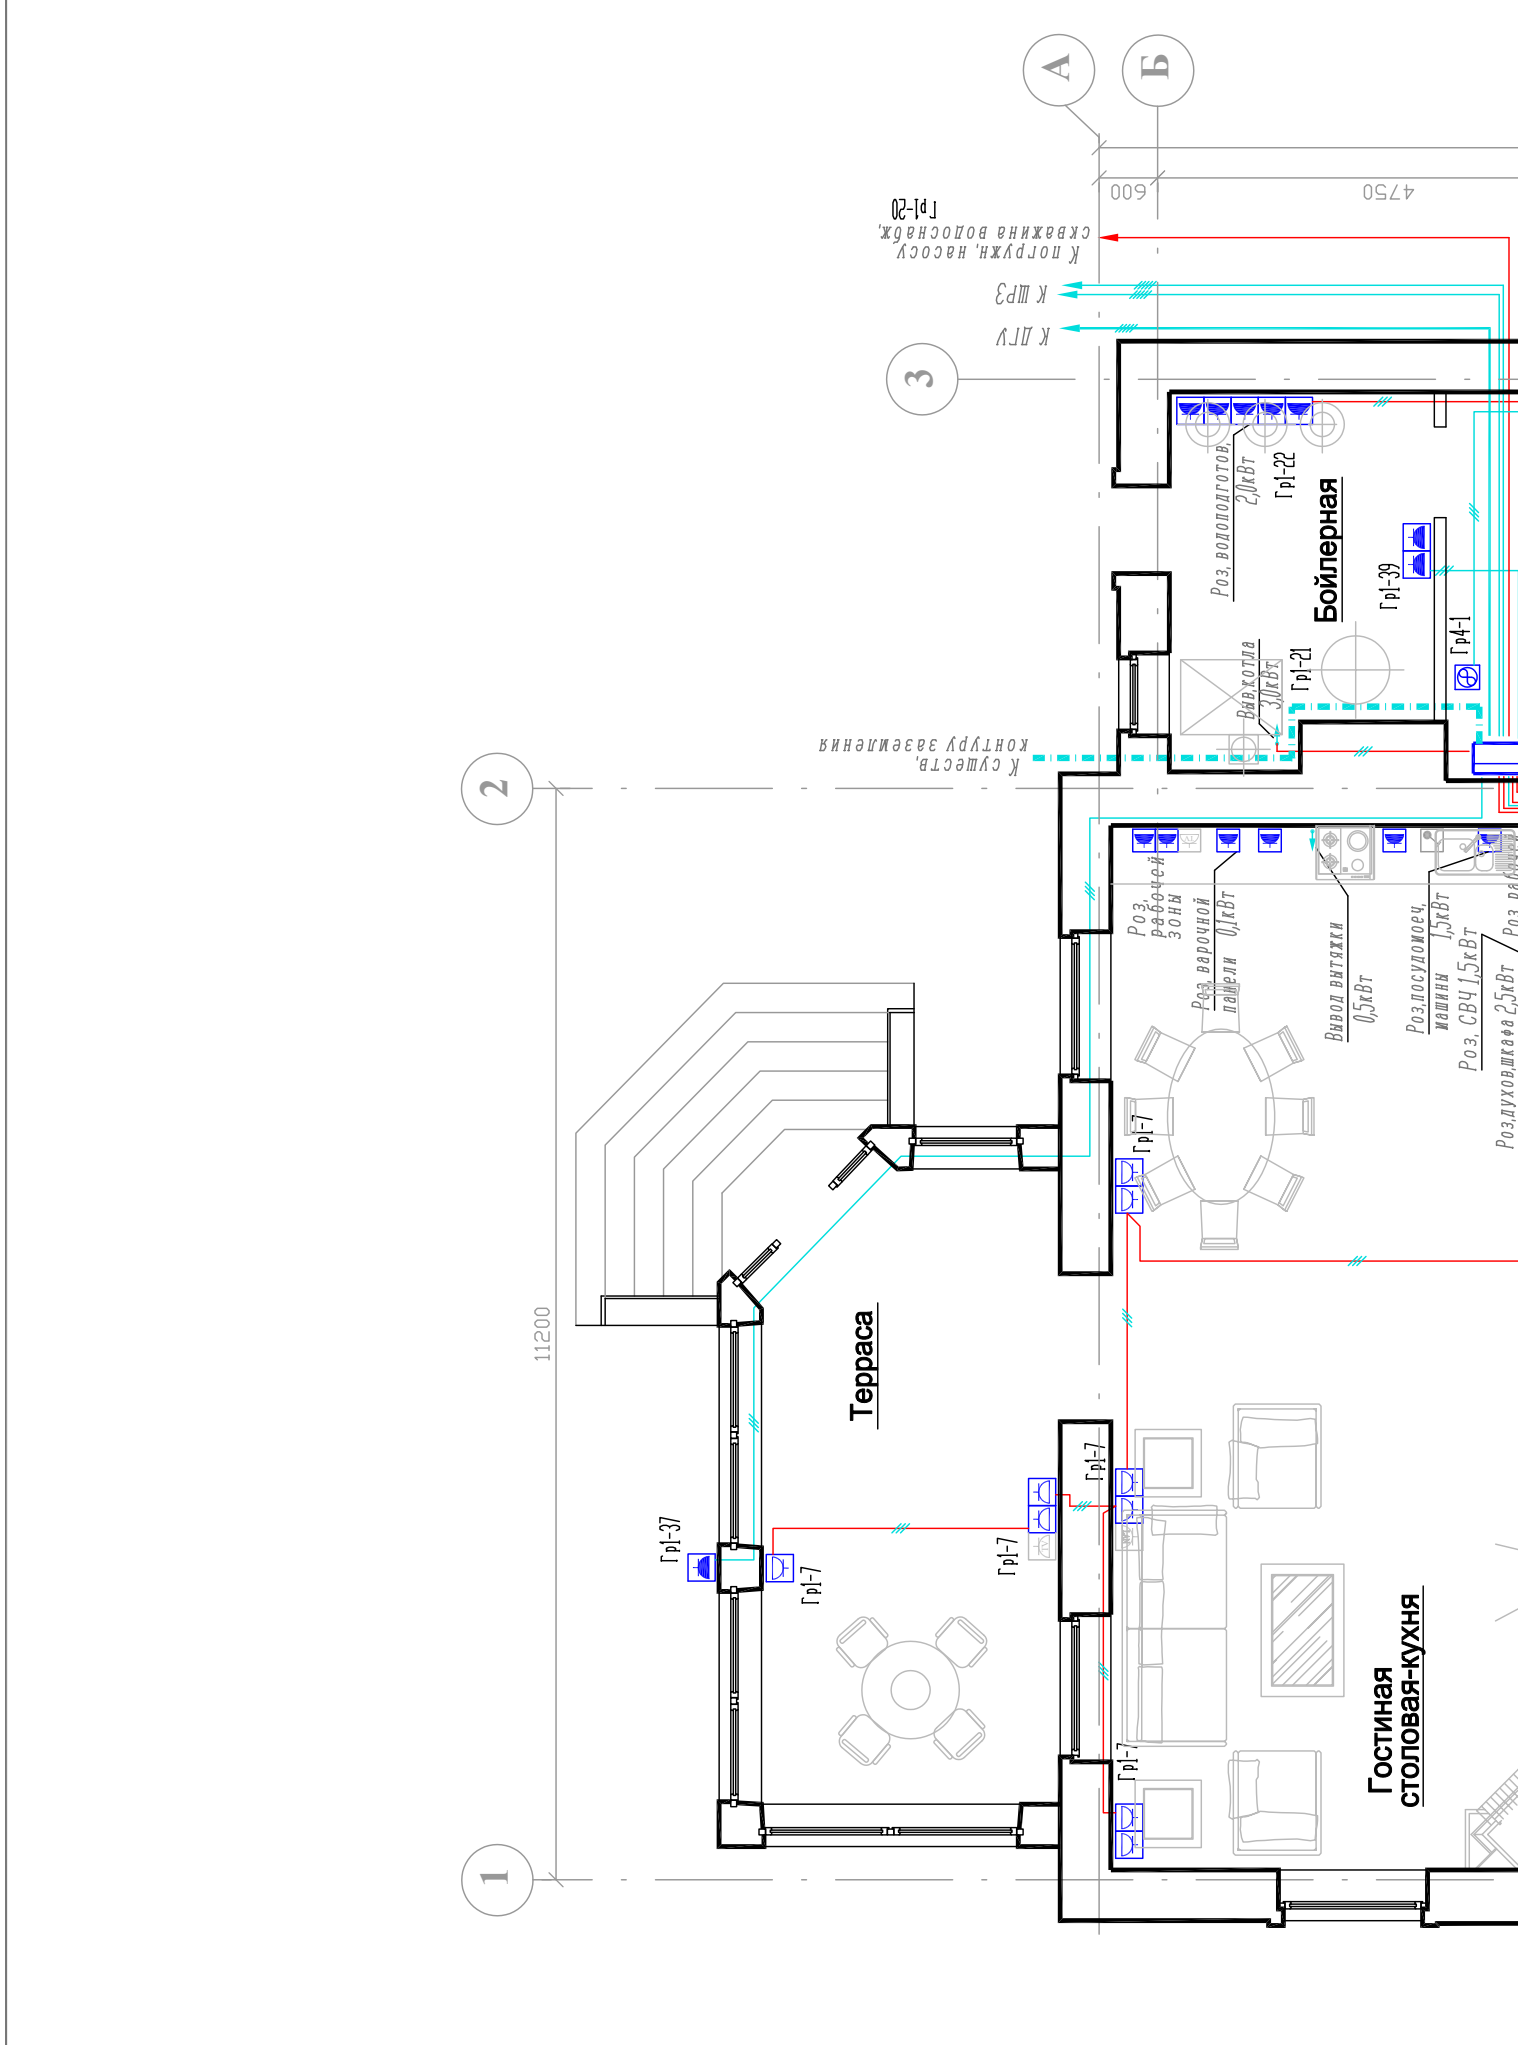 А
Б
600
4750
Гр1-20
К погружн. насосу
скважина водоснабж.
К ШРЗ
К ДГУ
3
Роз. водоподготов.
2,0кВт
Гр1-22
Бойлерная
Гр1-39
Гр4-1
Выв.котла
3,0кВт
Гр1-21
К существ.
контуру заземления
2
Роз.
рабочей
зоны
Роз. варочной
панели 0,1кВт
Вывод вытяжки
0,5кВт
Роз.посудомоеч.
машины 1,5кВт
Роз. СВЧ 1,5кВт
Роз.духов.шкафа 2,5кВт
Гр1-7
11200
Терраса
Гр1-7
Гр1-37
Гр1-7
Гр1-7
Гр1-7
Гостиная
столовая-кухня
1